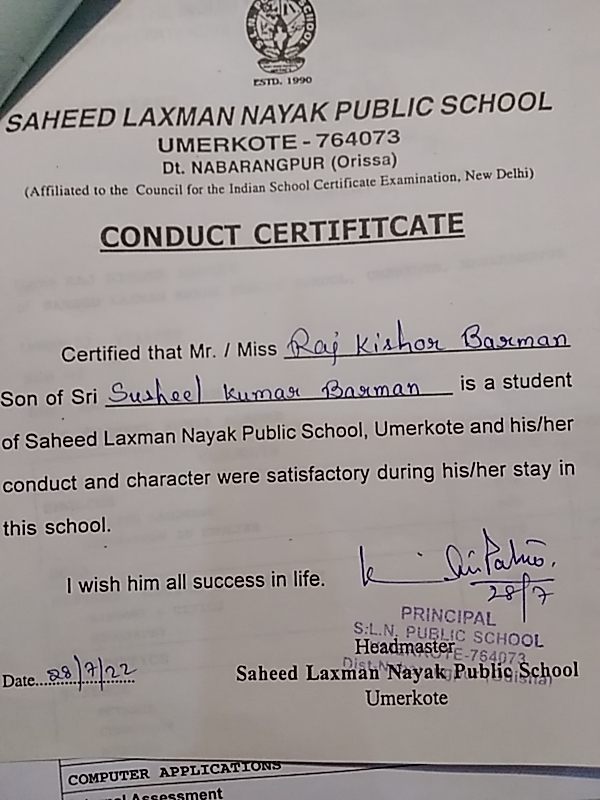 ESTD. 1990
SAHEED LAXMAN NAYAK PUBLIC SCHOOL
UMERKOTE - 764073
Dt. NABARANGPUR (Orissa)
(Affiliated to the Council for the Indian School Certificate Examination, New Delhi)
CONDUCT CERTIFITCATE
Certified that Mr. / Miss Raj Kishor Barman
Son of Sri Susheel Kumar Barman is a student
of Saheed Laxman Nayak Public School, Umerkote and his/her
conduct and character were satisfactory during his/her stay in
this school.
I wish him all success in life.
28/7
PRINCIPAL
S.L.N. PUBLIC SCHOOL
Headmaster
764073
Saheed Laxman Nayak Public School
Date 28/7/22
Umerkote
COMPUTER APPLICATIONS
Assessment